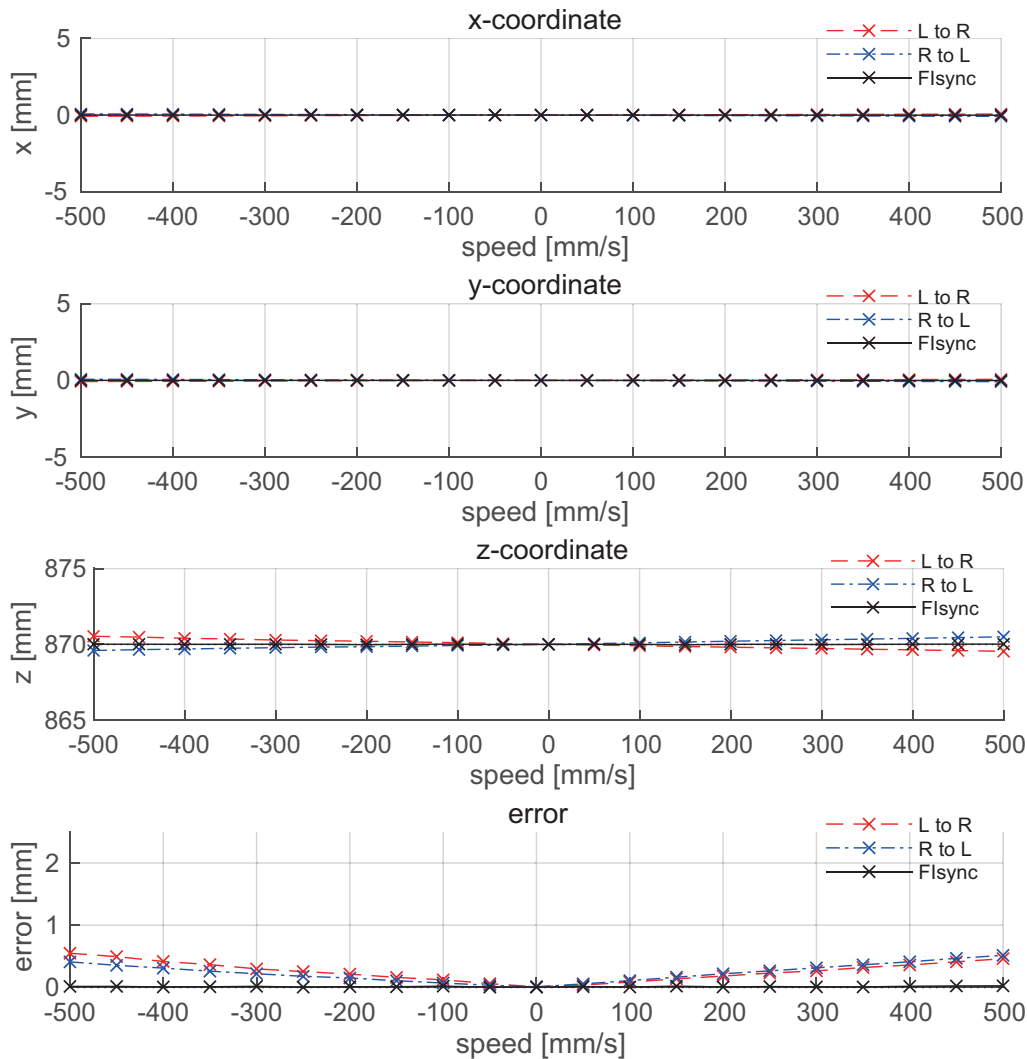 x-coordinate
5
0
-5
x [mm]
-500 -400 -300 -200 -100 0 100 200 300 400 500
speed [mm/s]
L to R
R to L
FIsync
y-coordinate
5
0
-5
y [mm]
-500 -400 -300 -200 -100 0 100 200 300 400 500
speed [mm/s]
L to R
R to L
FIsync
z-coordinate
875
870
865
z [mm]
-500 -400 -300 -200 -100 0 100 200 300 400 500
speed [mm/s]
L to R
R to L
FIsync
error
2
1
0
error [mm]
-500 -400 -300 -200 -100 0 100 200 300 400 500
speed [mm/s]
L to R
R to L
FIsync